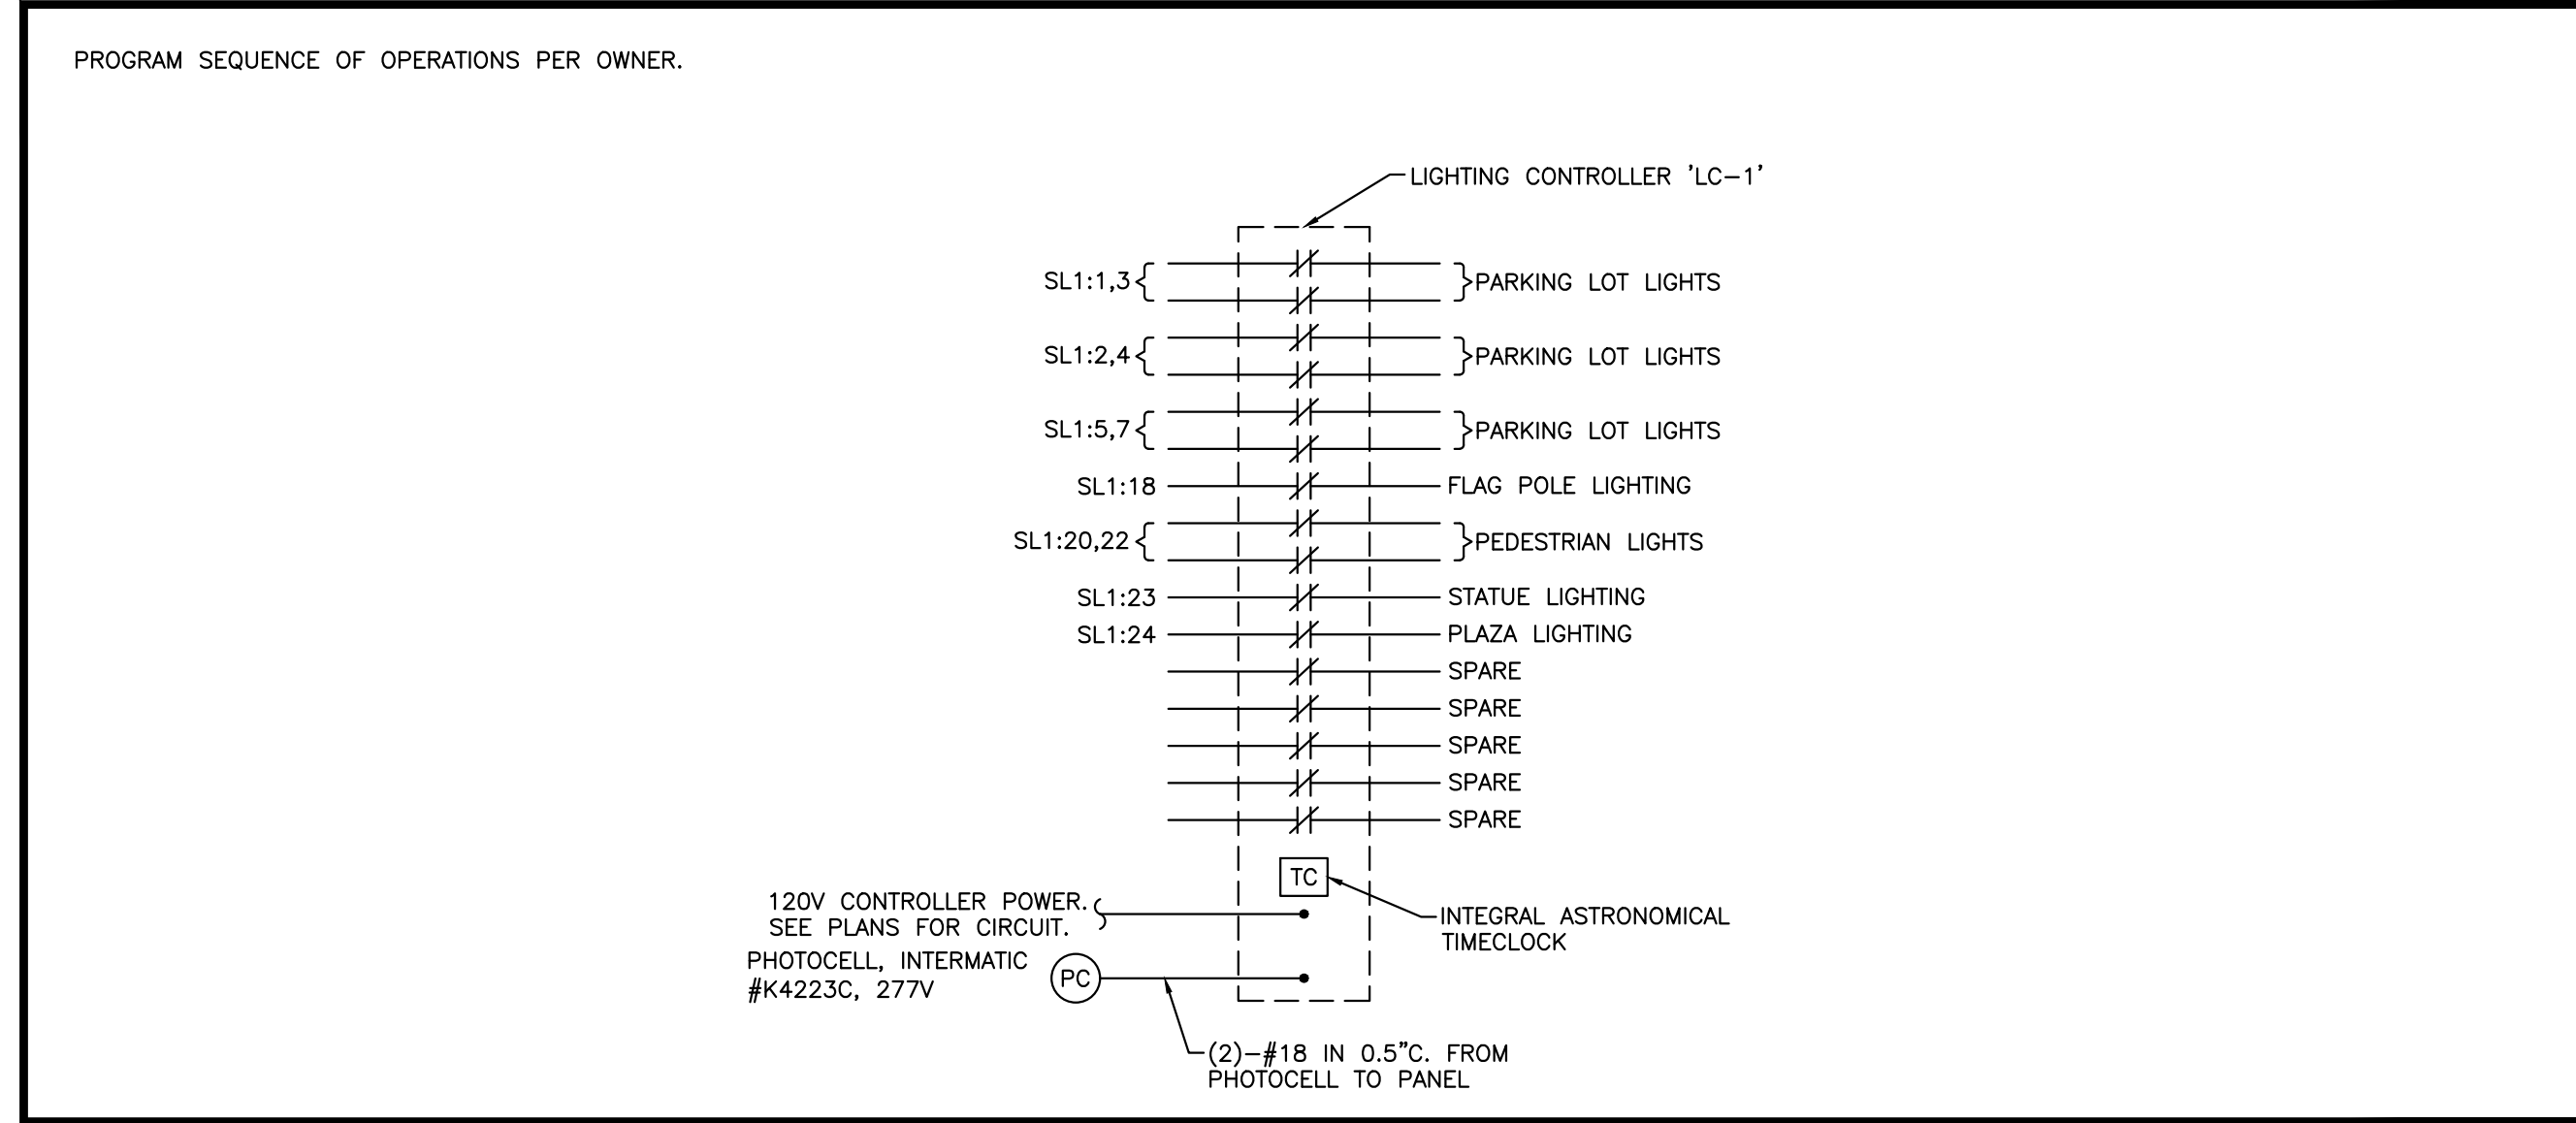 PROGRAM SEQUENCE OF OPERATIONS PER OWNER.
LIGHTING CONTROLLER 'LC-1'
SL1:1,3 PARKING LOT LIGHTS
SL1:2,4 PARKING LOT LIGHTS
SL1:5,7 PARKING LOT LIGHTS
SL1:18 FLAG POLE LIGHTING
SL1:20,22 PEDESTRIAN LIGHTS
SL1:23 STATUE LIGHTING
SL1:24 PLAZA LIGHTING
SPARE
SPARE
SPARE
SPARE
SPARE
TC
120V CONTROLLER POWER.
SEE PLANS FOR CIRCUIT.
INTEGRAL ASTRONOMICAL
TIMECLOCK
PHOTOCELL, INTERMATIC
#K4223C, 277V
PC
(2)-#18 IN 0.5"C. FROM
PHOTOCELL TO PANEL